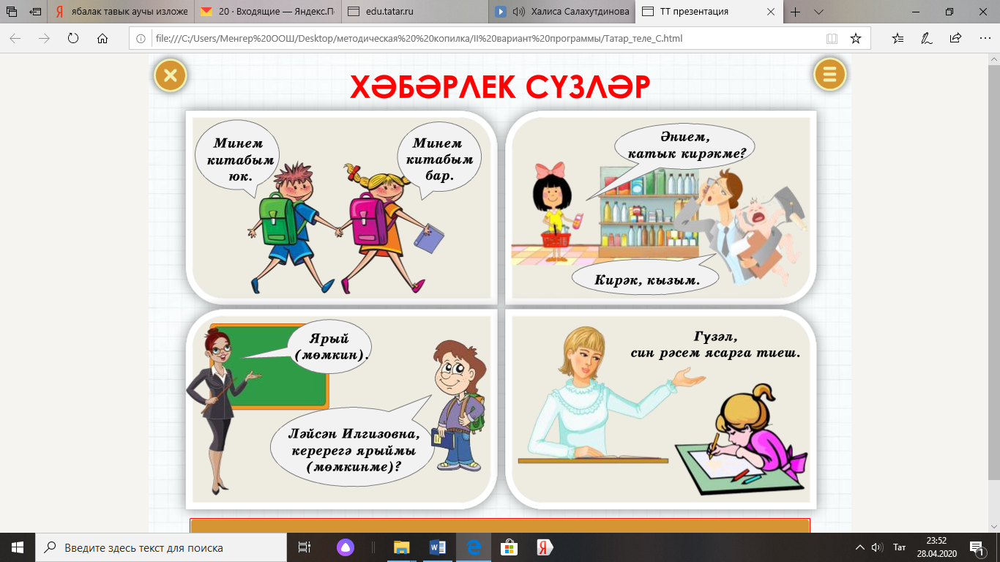 ябалак тавык аучы изложе
20 · Входящие — Яндекс.П
edu.tatar.ru
Халиса Салахутдинова
ТТ презентация
file:///C:/Users/Менгер%20ООШ/Desktop/методическая%20%20копилка/II%20вариант%20программы/Татар_теле_С.html
ХӘБӘРЛЕК СҮЗЛӘР
Минем
китабым
юк.
Минем
китабым
бар.
Әнием,
катык кирәкме?
Кирәк, кызым.
Ярый
(мөмкин).
Ләйсән Илгизовна,
керергә ярыймы
(мөмкинме)?
Гүзәл,
син рәсем ясарга тиеш.
Введите здесь текст для поиска
Тат
23:52
28.04.2020
1